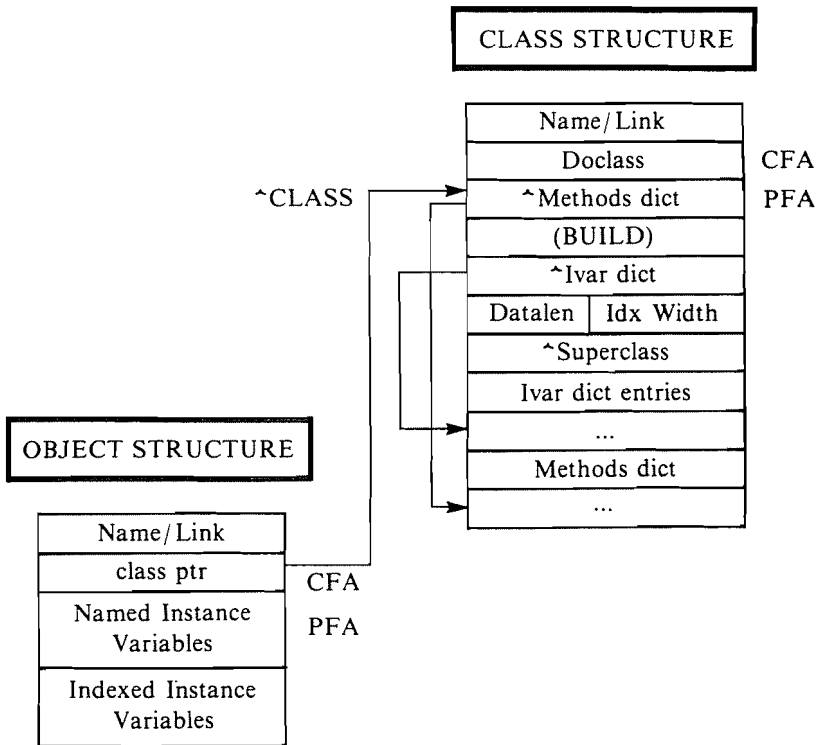 CLASS STRUCTURE
Name/Link
Doclass CFA
^CLASS ^Methods dict PFA
(BUILD)
^Ivar dict
Datalen Idx Width
^Superclass
Ivar dict entries
...
Methods dict
...
OBJECT STRUCTURE
Name/Link
class ptr CFA
Named Instance PFA
Variables
Indexed Instance
Variables